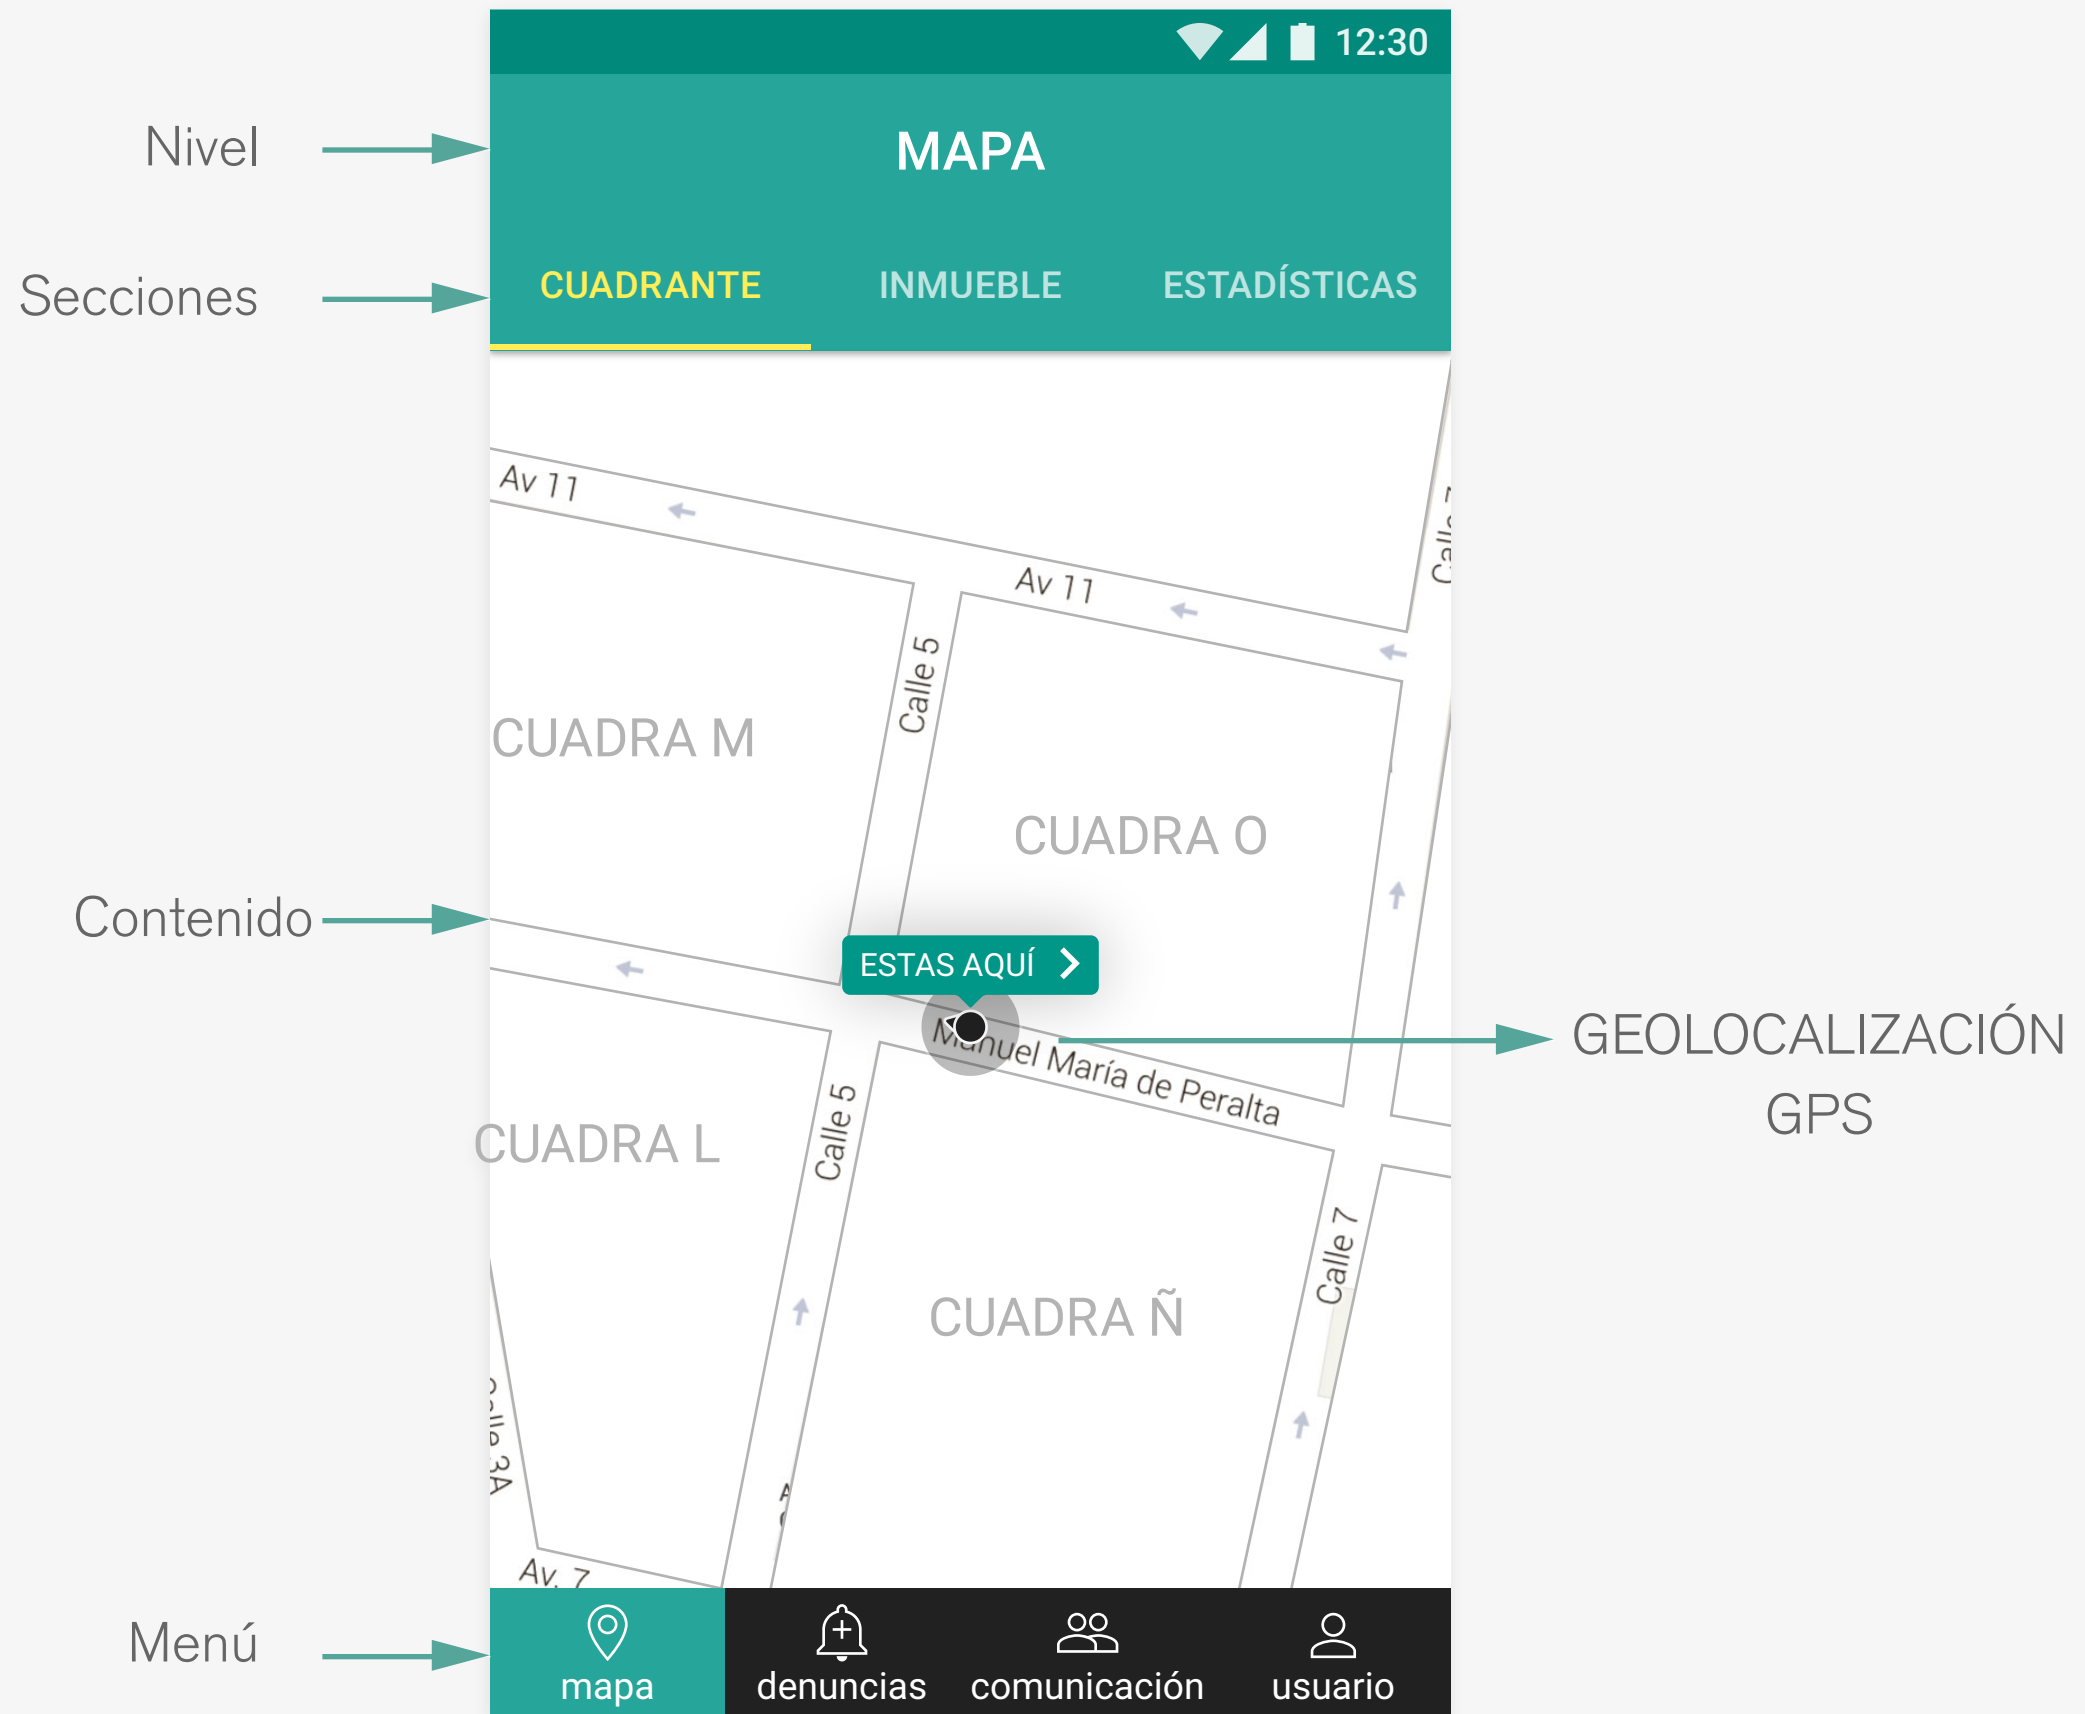 12:30
Nivel
MAPA
Secciones
CUADRANTE
INMUEBLE
ESTADÍSTICAS
Av 11
Av 11
Calle 5
CUADRA M
CUADRA O
Contenido
ESTAS AQUÍ
Manuel María de Peralta
GEOLOCALIZACIÓN
GPS
Calle 5
CUADRA L
Calle 7
CUADRA Ñ
Calle 3A
Av. 7
Menú
mapa
denuncias
comunicación
usuario